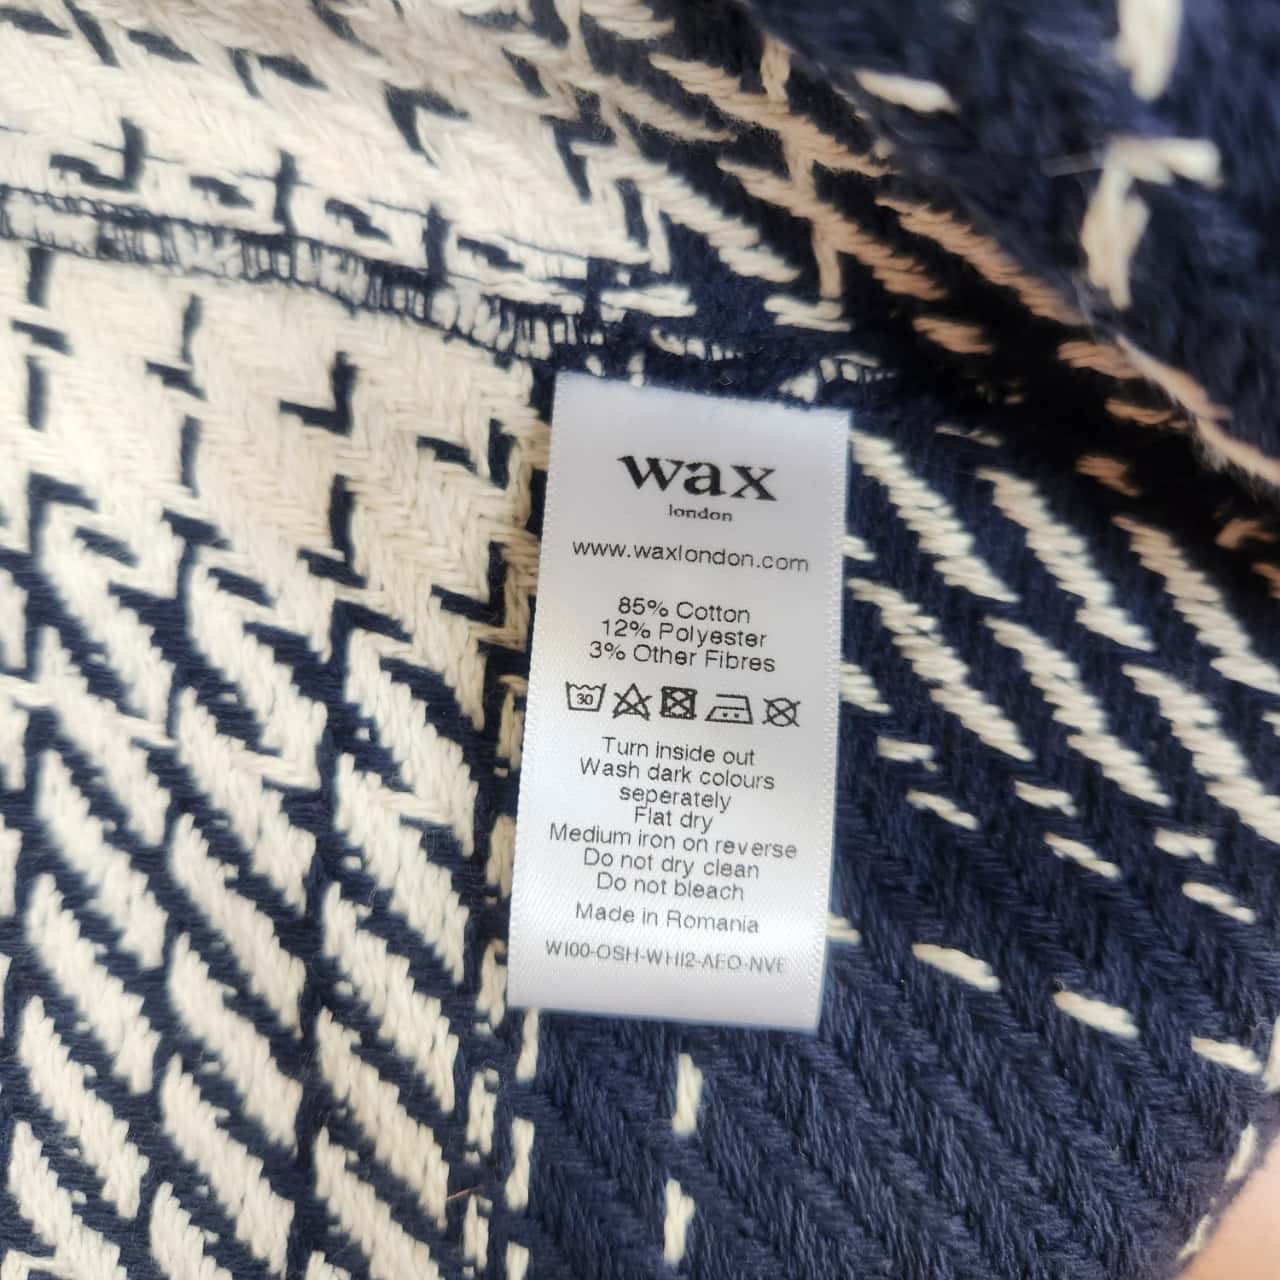 wax
london
www.waxlondon.com
85% Cotton
12% Polyester
3% Other Fibres
30
Turn inside out
Wash dark colours
seperately
Flat dry
Medium iron on reverse
Do not dry clean
Do not bleach
Made in Romania
W100-OSH-WHI2-AEO-NVE